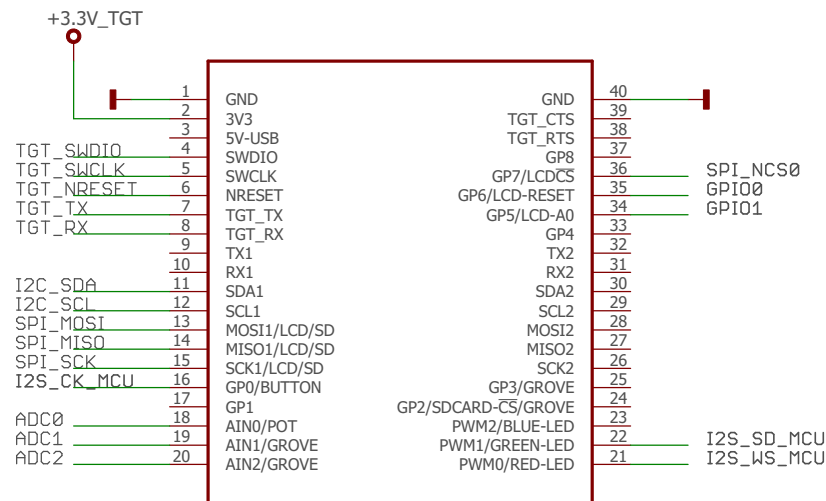 +3.3V_TGT
1 GND GND 40
2 3V3 TGT_CTS 39
3 5V-USB TGT_RTS 38
TGT_SWDIO 4 SWDIO GP8 37
TGT_SWCLK 5 SWCLK GP7/LCDCS 36 SPI_NCS0
TGT_NRESET 6 NRESET GP6/LCD-RESET 35 GPIO0
TGT_TX 7 TGT_TX GP5/LCD-A0 34 GPIO1
TGT_RX 8 TGT_RX GP4 33
9 TX1 TX2 32
10 RX1 RX2 31
I2C_SDA 11 SDA1 SDA2 30
I2C_SCL 12 SCL1 SCL2 29
SPI_MOSI 13 MOSI1/LCD/SD MOSI2 28
SPI_MISO 14 MISO1/LCD/SD MISO2 27
SPI_SCK 15 SCK1/LCD/SD SCK2 26
I2S_CK_MCU 16 GP0/BUTTON GP3/GROVE 25
17 GP1 GP2/SDCARD-CS/GROVE 24
ADC0 18 AIN0/POT PWM2/BLUE-LED 23
ADC1 19 AIN1/GROVE PWM1/GREEN-LED 22 I2S_SD_MCU
ADC2 20 AIN2/GROVE PWM0/RED-LED 21 I2S_WS_MCU